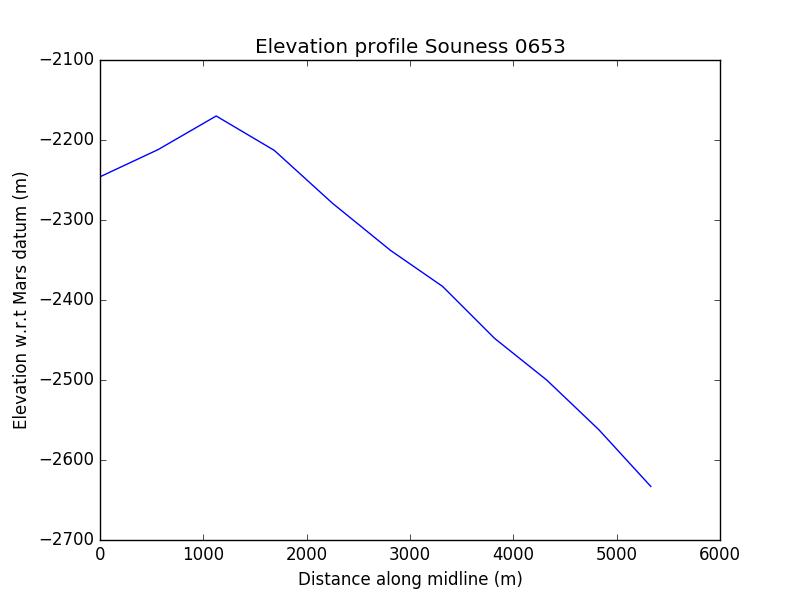 Elevation profile Souness 0653
−2100
−2200
−2300
−2400
−2500
−2600
−2700
Elevation w.r.t Mars datum (m)
0 1000 2000 3000 4000 5000 6000
Distance along midline (m)